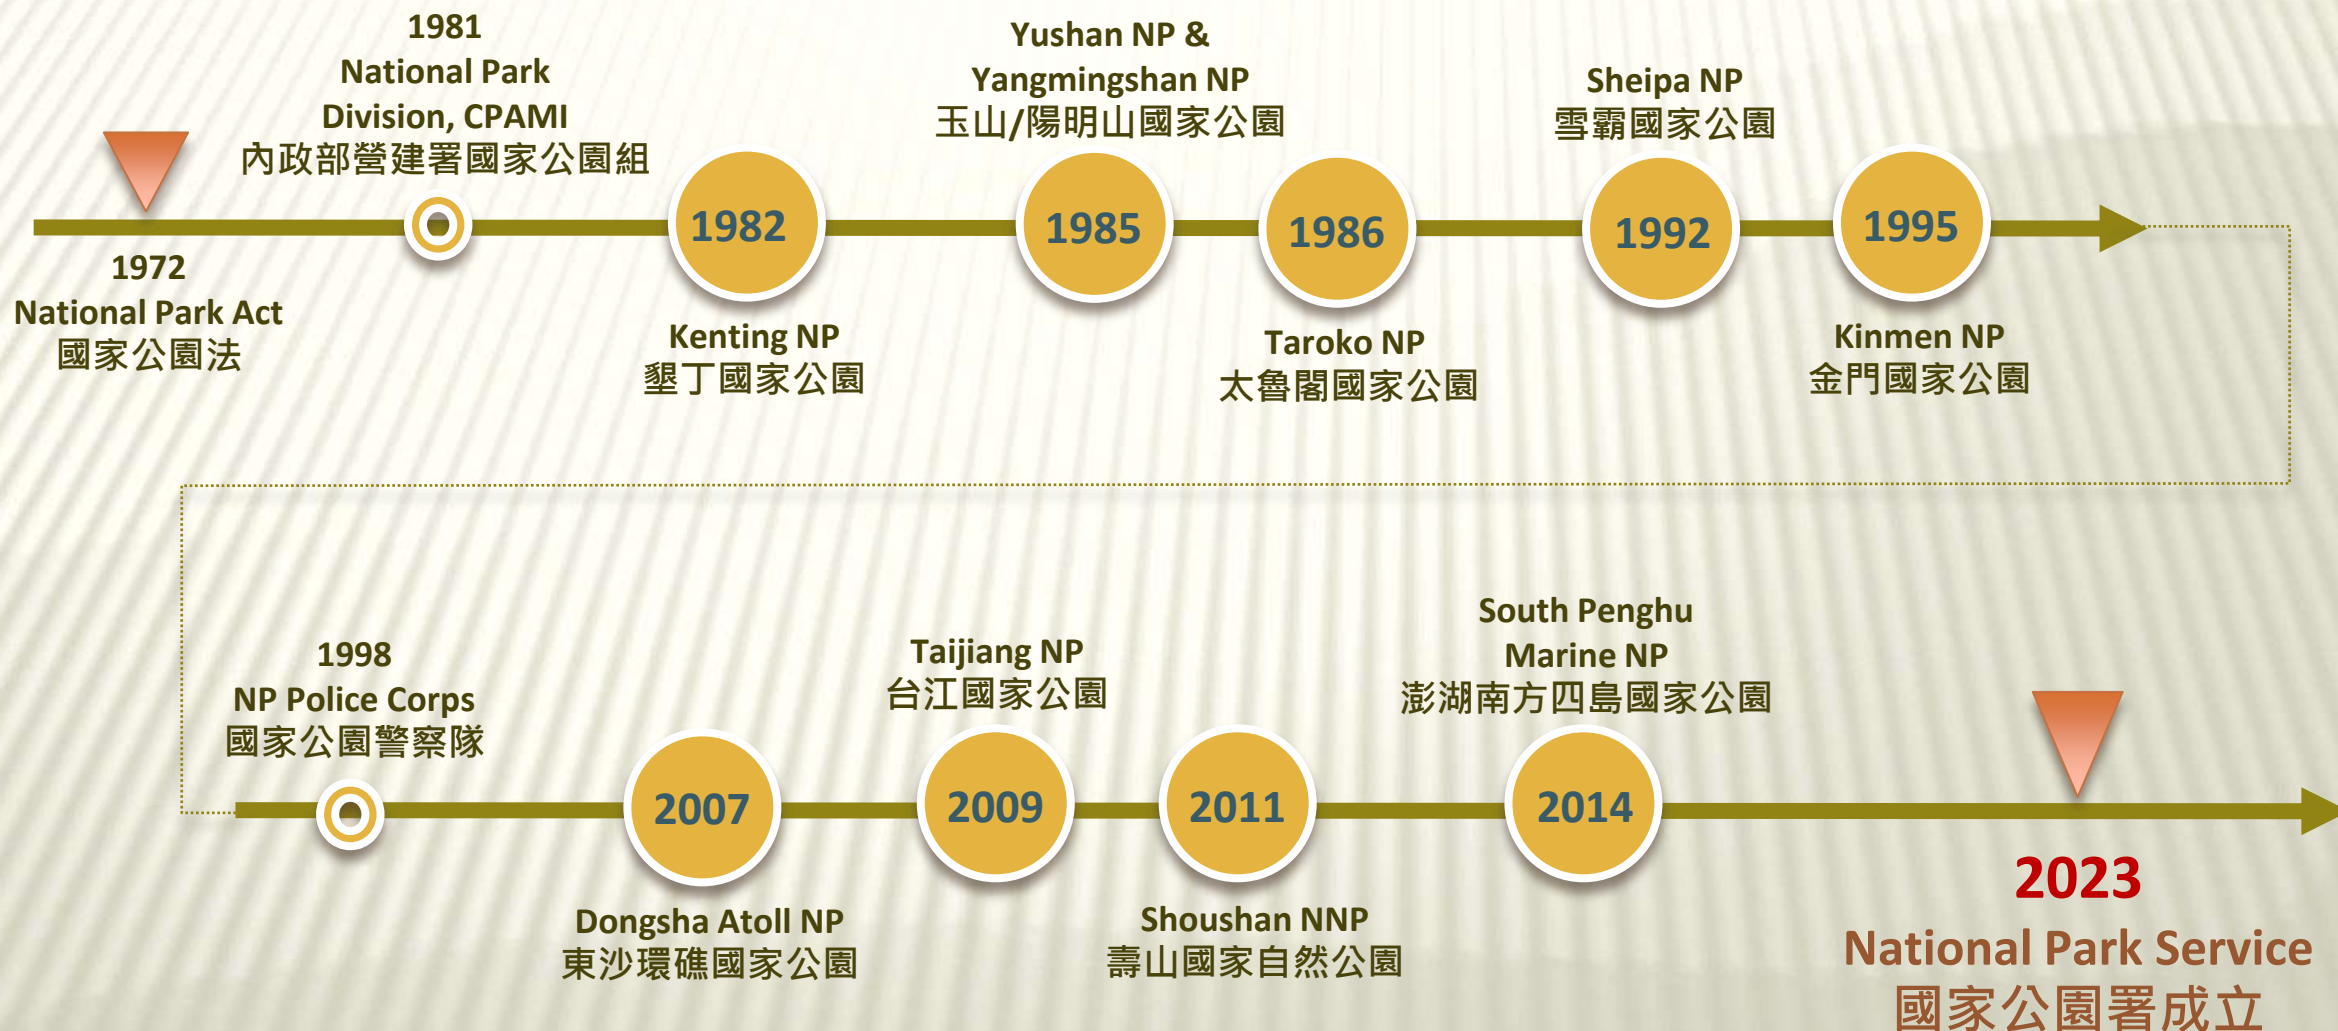 1972
National Park Act
國家公園法
1981
National Park
Division, CPAMI
內政部營建署國家公園組
1982
Kenting NP
墾丁國家公園
Yushan NP &
Yangmingshan NP
玉山/陽明山國家公園
1985
1986
Taroko NP
太魯閣國家公園
Sheipa NP
雪霸國家公園
1992
1995
Kinmen NP
金門國家公園
1998
NP Police Corps
國家公園警察隊
2007
Dongsha Atoll NP
東沙環礁國家公園
Taijiang NP
台江國家公園
2009
2011
Shoushan NNP
壽山國家自然公園
South Penghu
Marine NP
澎湖南方四島國家公園
2014
2023
National Park Service
國家公園署成立